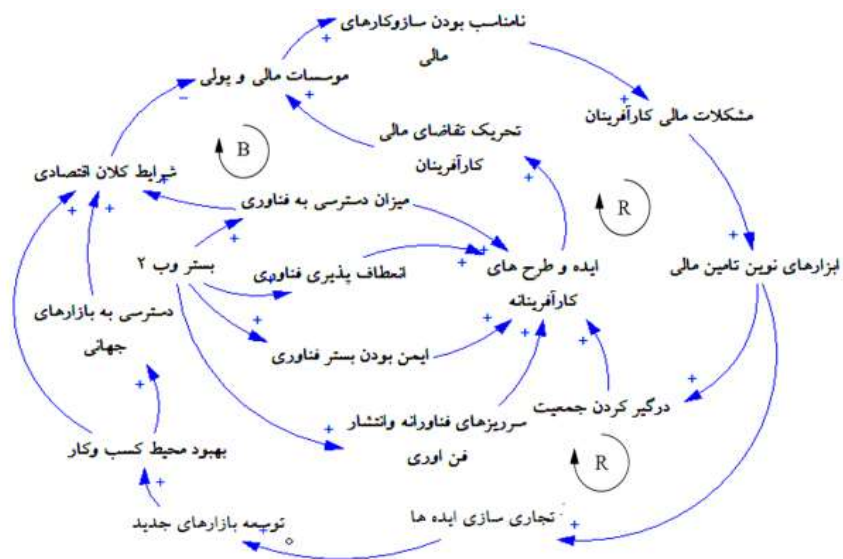 نامناسب بودن سازوکارهای
مالی
موسسات مالی و پولی
مشکلات مالی کارآفرینان
تحریک تقاضای مالی
کارآفرینان
B
شرایط کلان اقتصادی
R
میزان دسترسی به فناوری
بستر وب ۲
انعطاف پذیری فناوری
ایده و طرح های
کارآفرینانه
ابزارهای نوین تامین مالی
دسترسی به بازارهای
جهانی
ایمن بودن بستر فناوری
درگیر کردن جمعیت
سرریزهای فناورانه وانتشار
فن اوری
بهبود محیط کسب وکار
R
تجاری سازی ایده ها
توسعه بازارهای جدید